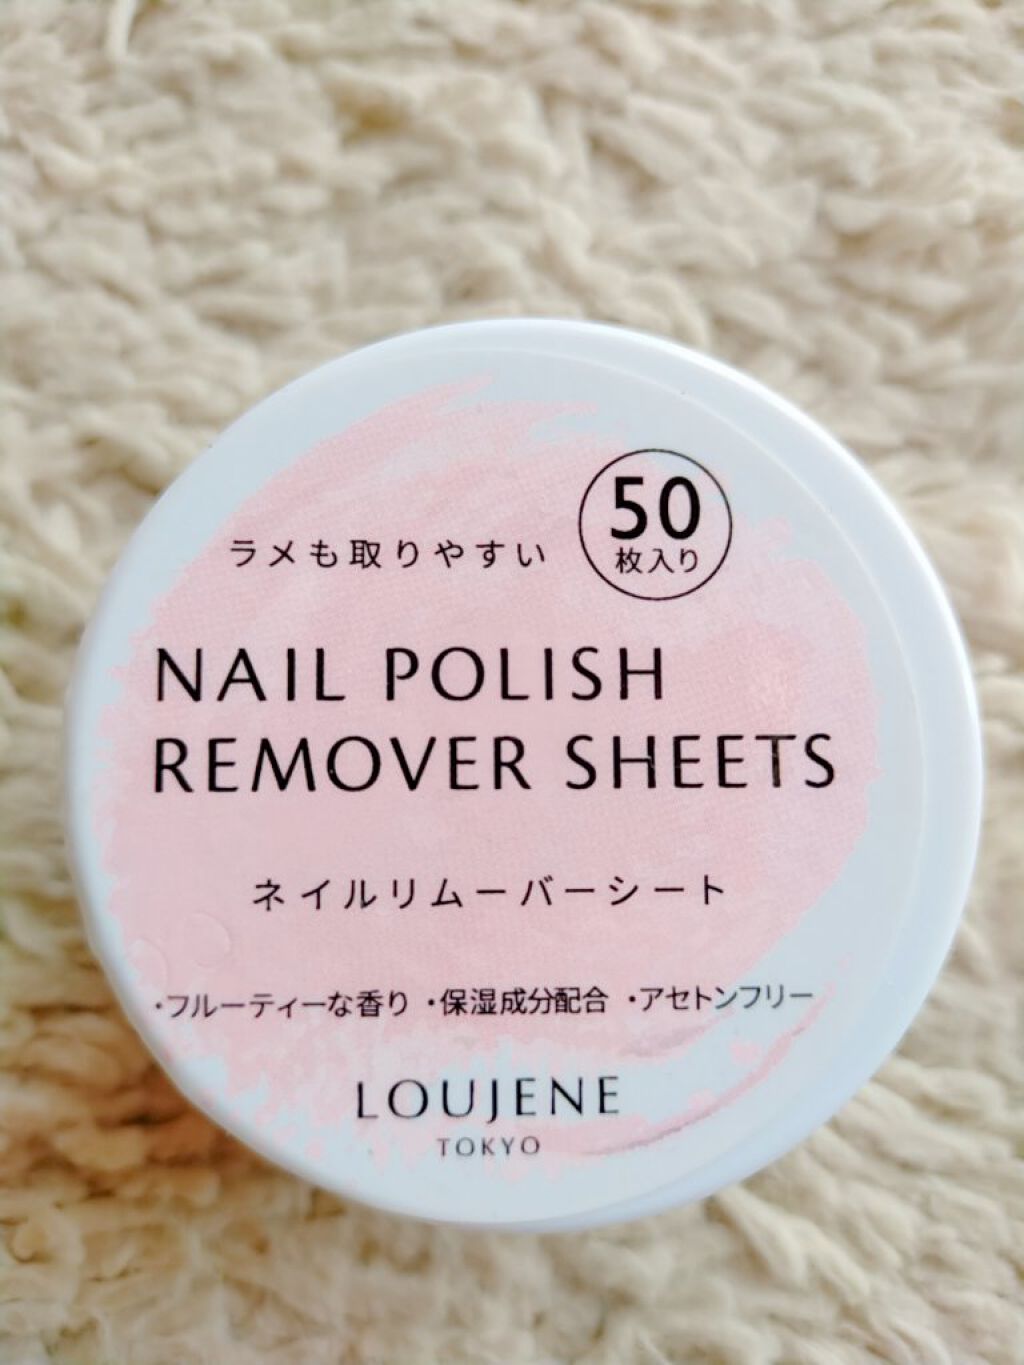 50
枚入り
ラメも取りやすい
NAIL POLISH
REMOVER SHEETS
ネイルリムーバーシート
・フルーティーな香り ・保湿成分配合 ・アセトンフリー
LOUJENE
TOKYO